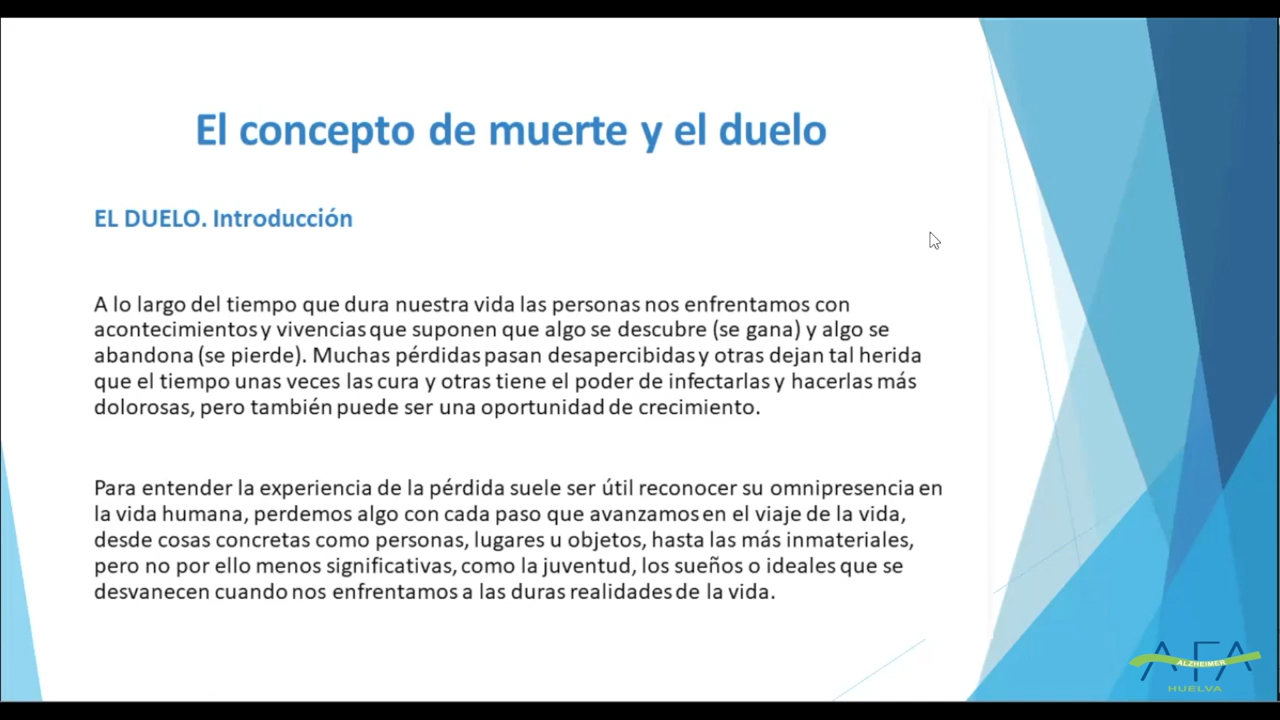 El concepto de muerte y el duelo
EL DUELO. Introducción
A lo largo del tiempo que dura nuestra vida las personas nos enfrentamos con
acontecimientos y vivencias que suponen que algo se descubre (se gana) y algo se
abandona (se pierde). Muchas pérdidas pasan desapercibidas y otras dejan tal herida
que el tiempo unas veces las cura y otras tiene el poder de infectarlas y hacerlas más
dolorosas, pero también puede ser una oportunidad de crecimiento.
Para entender la experiencia de la pérdida suele ser útil reconocer su omnipresencia en
la vida humana, perdemos algo con cada paso que avanzamos en el viaje de la vida,
desde cosas concretas como personas, lugares u objetos, hasta las más inmateriales,
pero no por ello menos significativas, como la juventud, los sueños o ideales que se
desvanecen cuando nos enfrentamos a las duras realidades de la vida.
AFA
ALZHEIMER
HUELVA